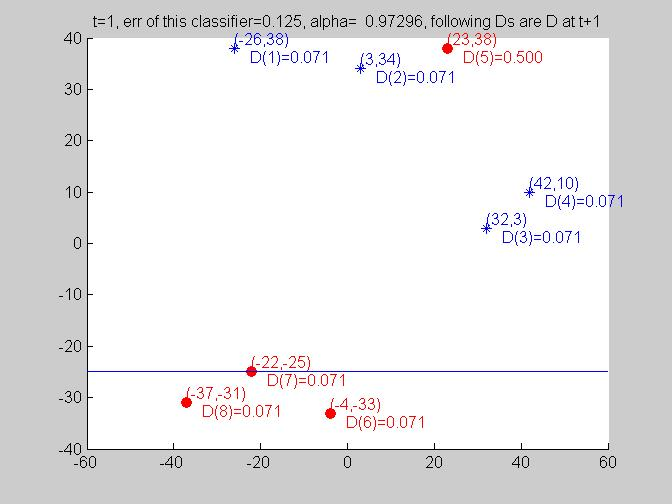 t=1, err of this classifier=0.125, alpha=  0.97296, following Ds are D at t+1
40
(-26,38)
D(1)=0.071
(3,34)
D(2)=0.071
(23,38)
D(5)=0.500
30
20
10
(42,10)
D(4)=0.071
(32,3)
D(3)=0.071
0
-10
-20
(-22,-25)
D(7)=0.071
-30
(-37,-31)
D(8)=0.071
(-4,-33)
D(6)=0.071
-40
-60
-40
-20
0
20
40
60